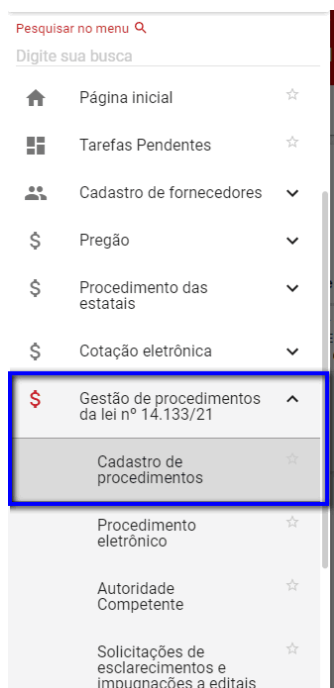 Pesquisar no menu
Digite sua busca
Página inicial
Tarefas Pendentes
Cadastro de fornecedores
$ Pregão
$ Procedimento das
estatais
$ Cotação eletrônica
$ Gestão de procedimentos
da lei nº 14.133/21
Cadastro de
procedimentos
Procedimento
eletrônico
Autoridade
Competente
Solicitações de
esclarecimentos e
impugnações a editais